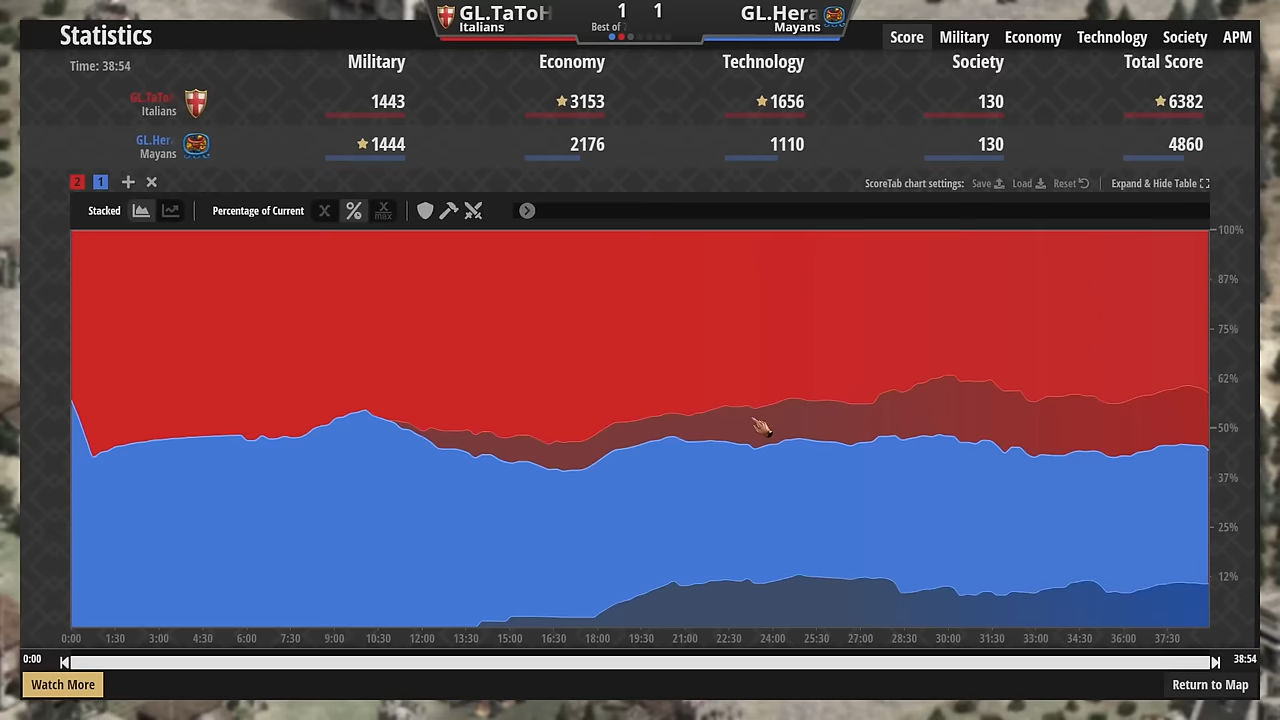 GL.TaToH 1 1 GL.Hera
Italians Best of 7 Mayans
Statistics Score Military Economy Technology Society APM
Time: 38:54 Military Economy Technology Society Total Score
GL.TaTo 1443 3153 1656 130 6382
Italians
GL.Her 1444 2176 1110 130 4860
Mayans
2 1 ScoreTab chart settings: Save Load Reset Expand & Hide Table
Stacked Percentage of Current X % X max
100%
87%
75%
62%
50%
37%
25%
12%
0:00 1:30 3:00 4:30 6:00 7:30 9:00 10:30 12:00 13:30 15:00 16:30 18:00 19:30 21:00 22:30 24:00 25:30 27:00 28:30 30:00 31:30 33:00 34:30 36:00 37:30
0:00 38:54
Watch More Return to Map